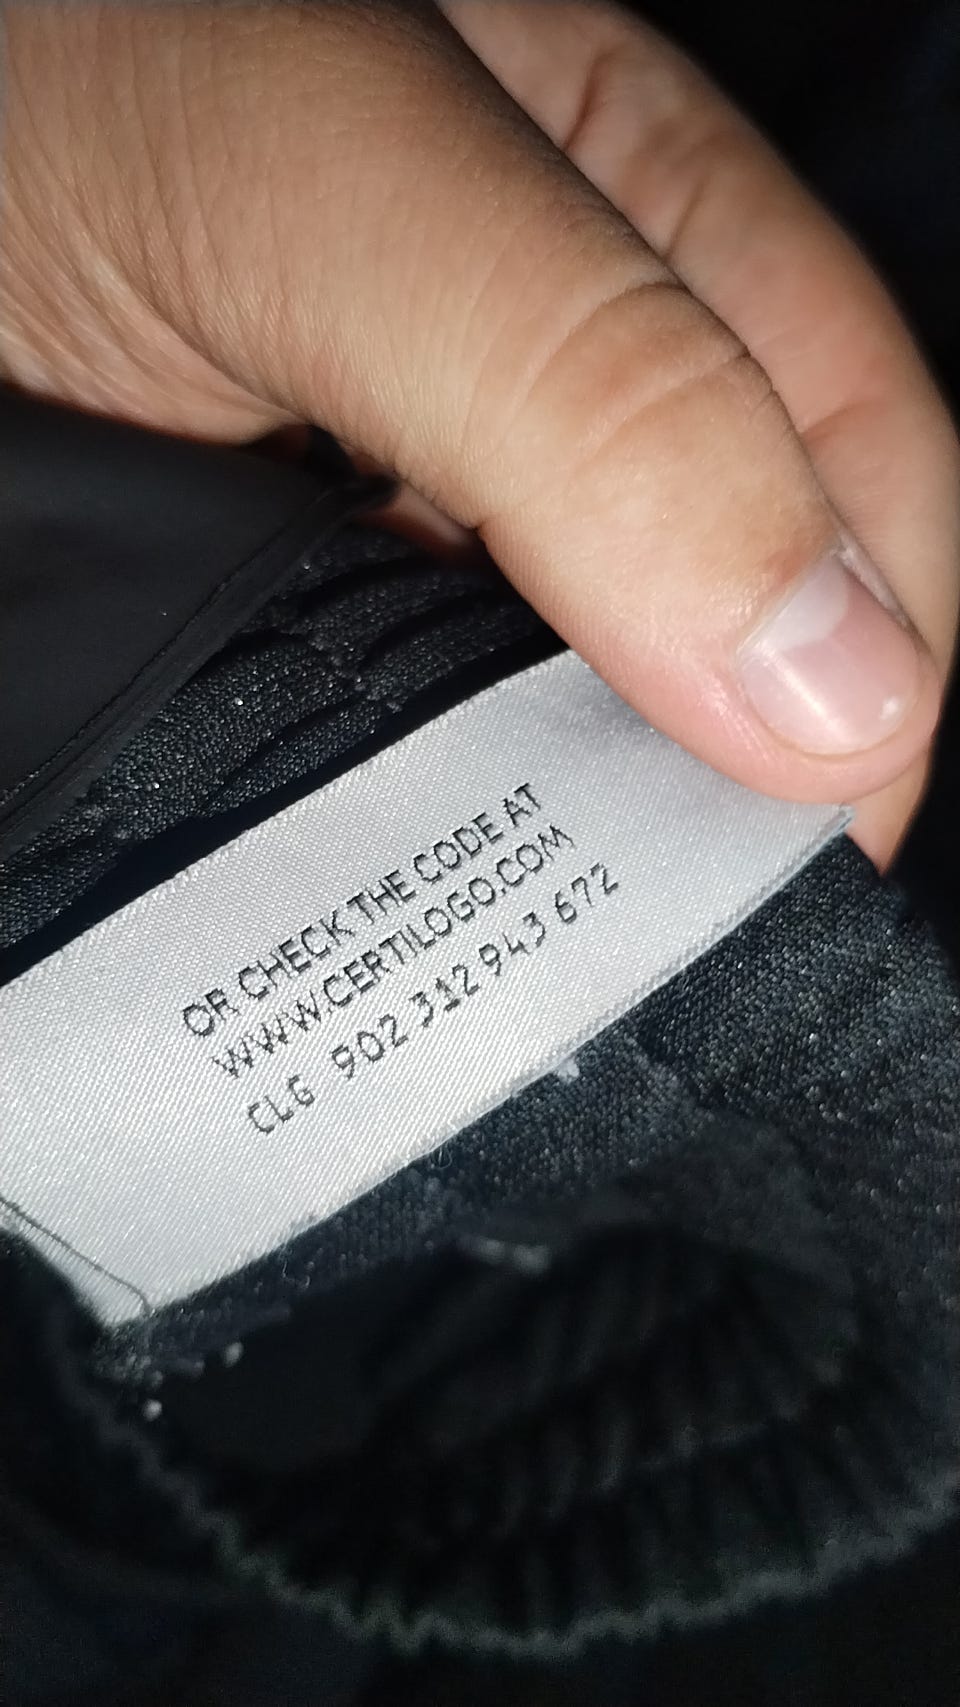 OR CHECK THE CODE AT
WWW.CERTILOGO.COM
CLG 902 312 943 672